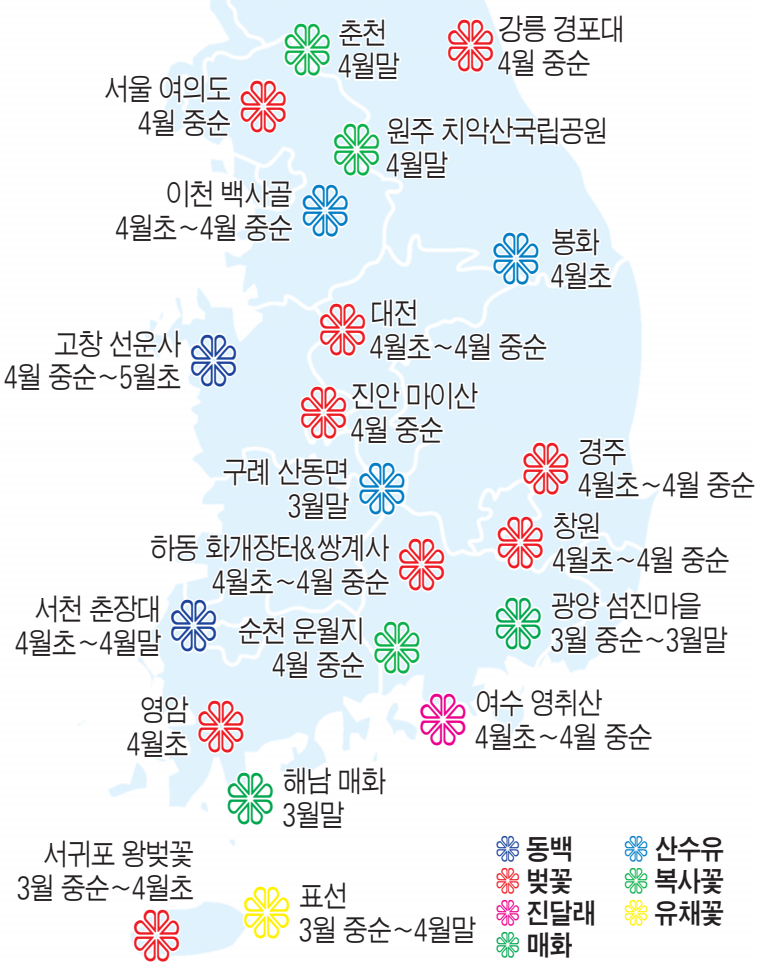 춘천
4월말
강릉 경포대
4월 중순
서울 여의도
4월 중순
원주 치악산국립공원
4월말
이천 백사골
4월초~4월 중순
봉화
4월초
대전
4월초~4월 중순
고창 선운사
4월 중순~5월초
진안 마이산
4월 중순
경주
4월초~4월 중순
구례 산동면
3월말
창원
4월초~4월 중순
하동 화개장터&쌍계사
4월초~4월 중순
광양 섬진마을
3월 중순~3월말
서천 춘장대
4월초~4월말
순천 운월지
4월 중순
영암
4월초
여수 영취산
4월초~4월 중순
해남 매화
3월말
서귀포 왕벚꽃
3월 중순~4월초
표선
3월 중순~4월말
동백
산수유
벚꽃
복사꽃
진달래
유채꽃
매화